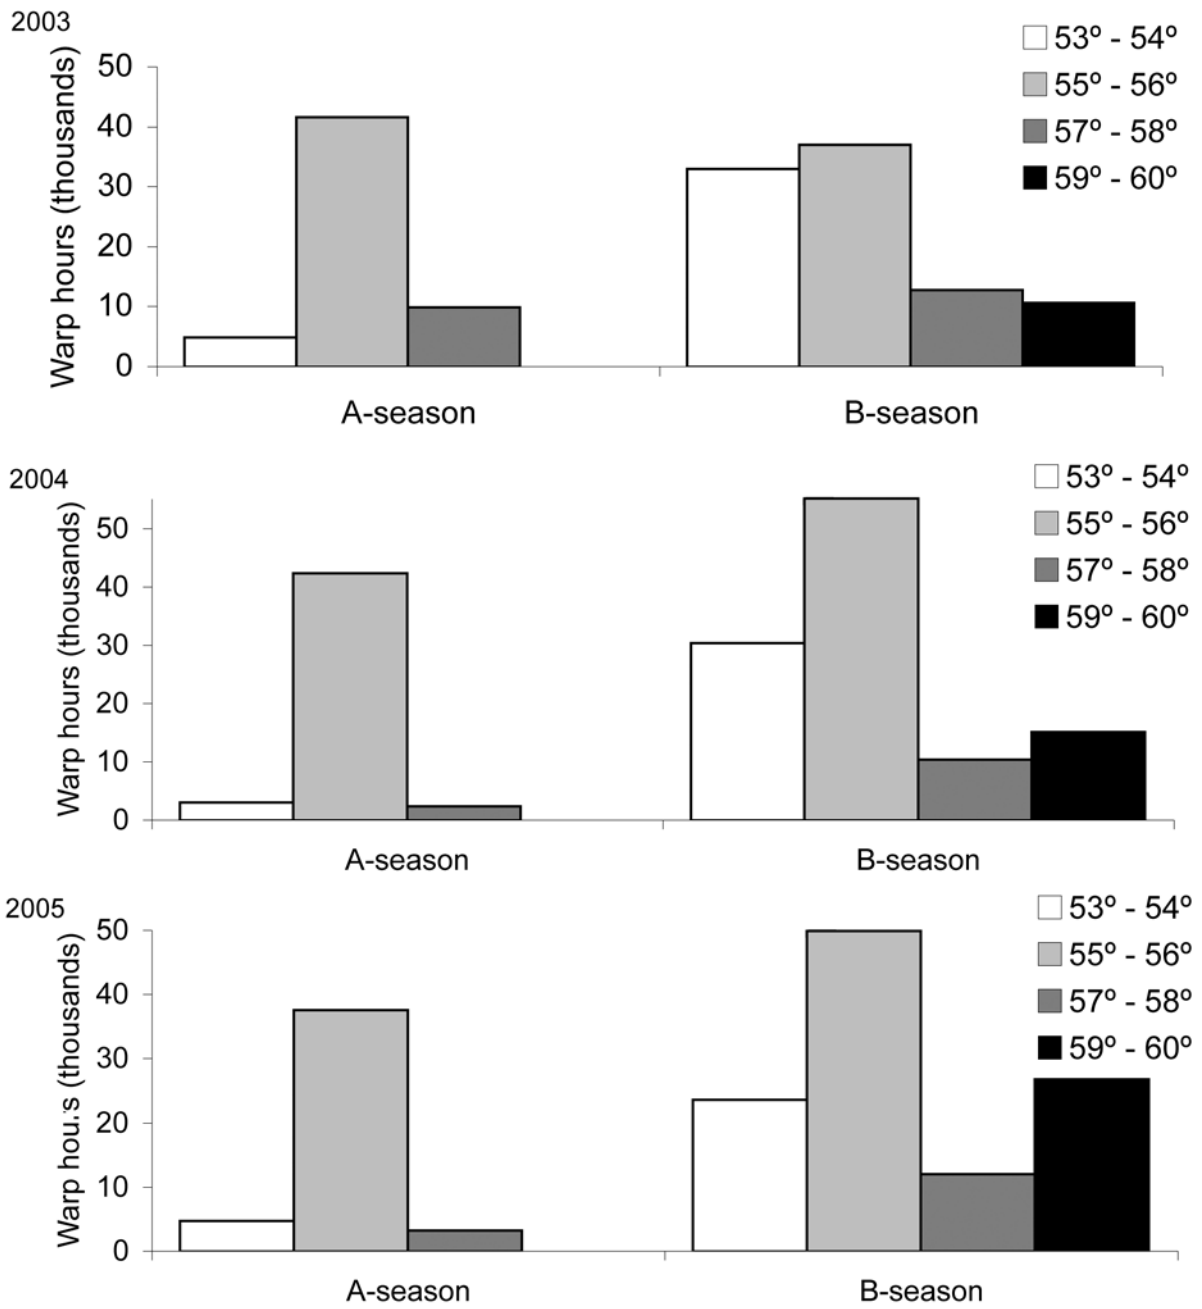 2003
Warp hours (thousands)
50
40
30
20
10
0
53º - 54º
55º - 56º
57º - 58º
59º - 60º
A-season B-season
2004
Warp hours (thousands)
50
40
30
20
10
0
53º - 54º
55º - 56º
57º - 58º
59º - 60º
A-season B-season
2005
Warp hours (thousands)
50
40
30
20
10
0
53º - 54º
55º - 56º
57º - 58º
59º - 60º
A-season B-season